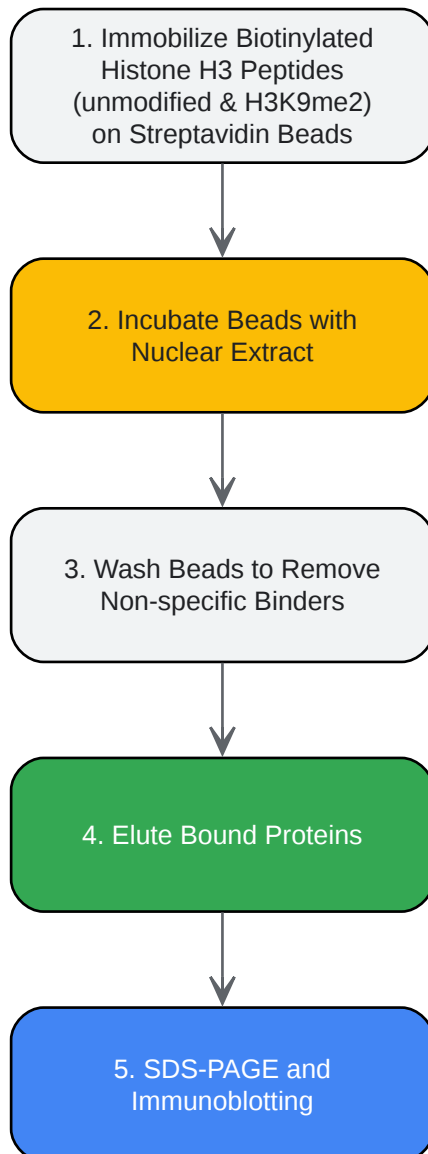 1. Immobilize Biotinylated
Histone H3 Peptides
(unmodified & H3K9me2)
on Streptavidin Beads
2. Incubate Beads with
Nuclear Extract
3. Wash Beads to Remove
Non-specific Binders
4. Elute Bound Proteins
5. SDS-PAGE and
Immunoblotting